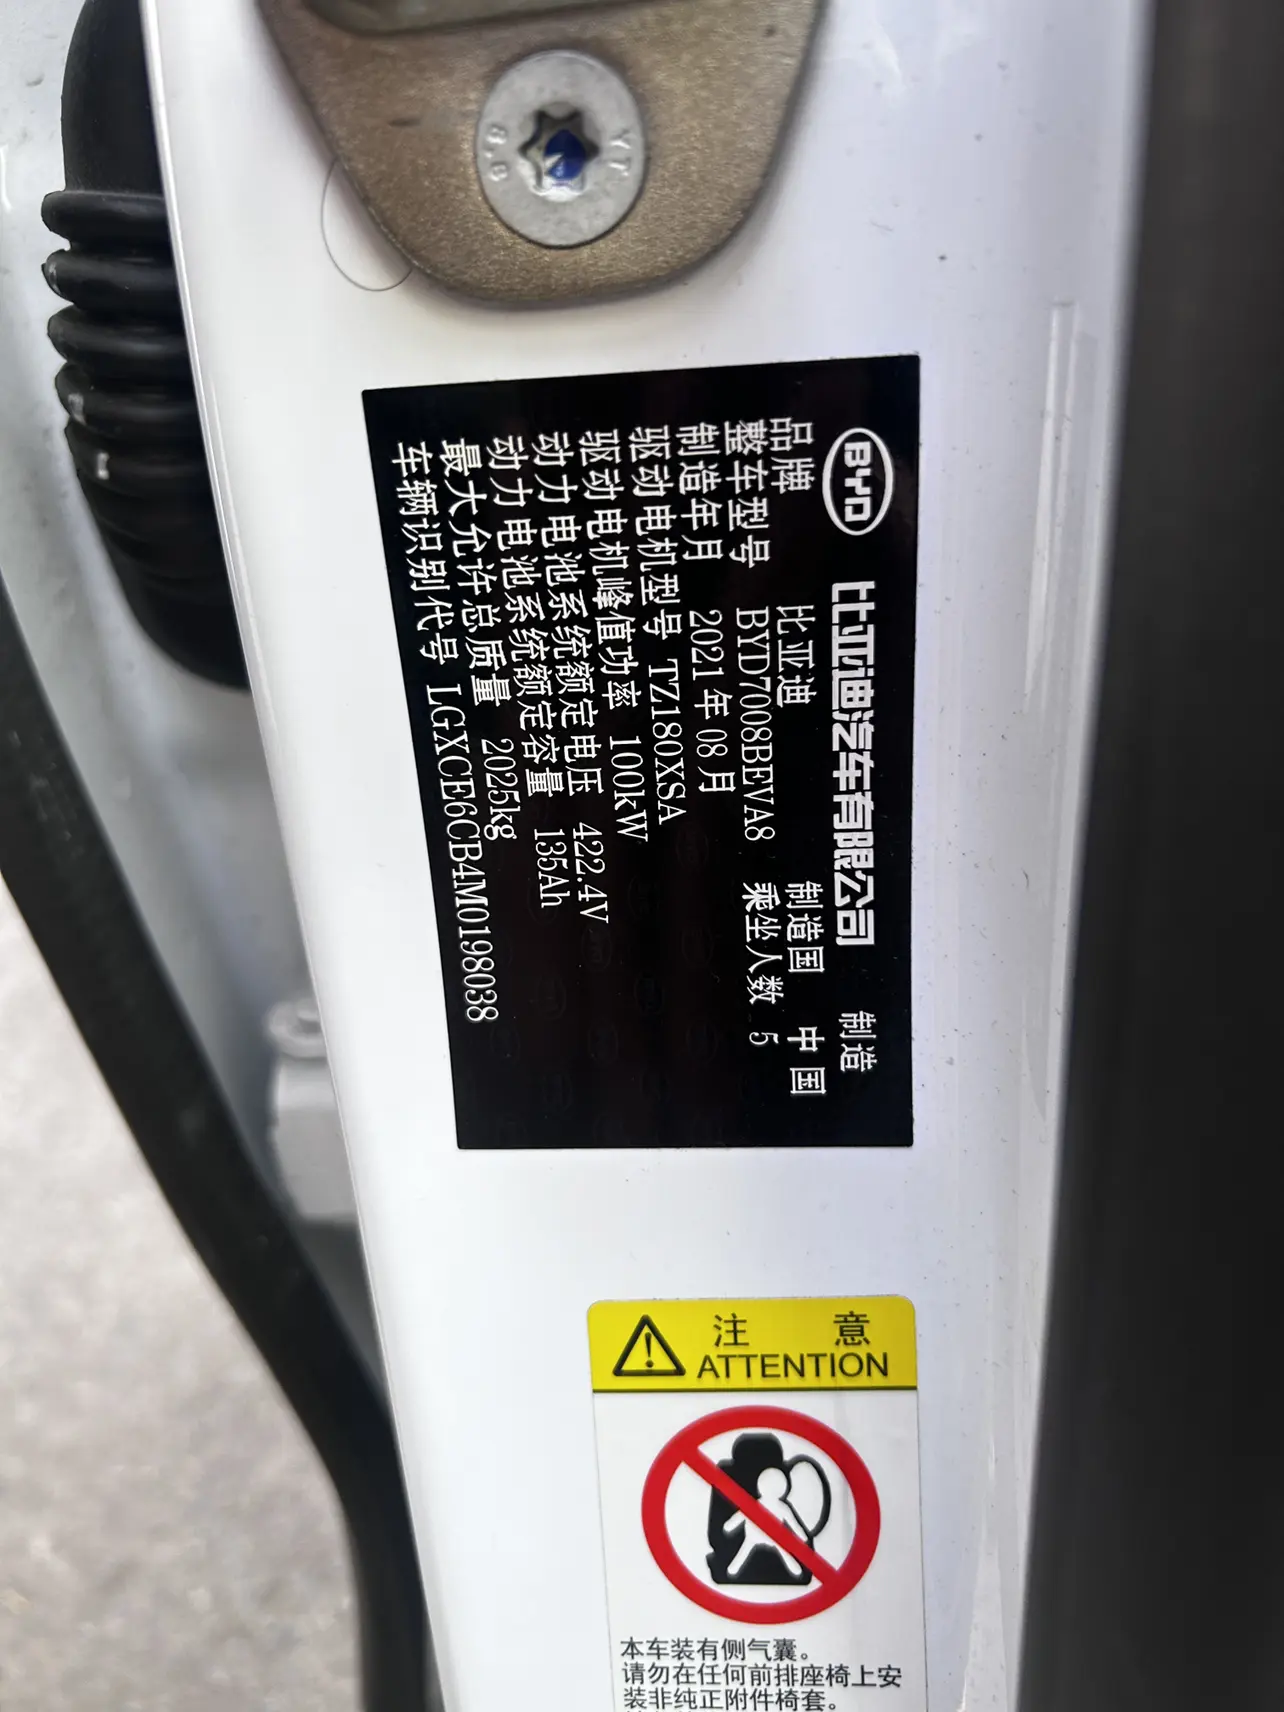 8.8 YT
BYD 比亚迪汽车有限公司 制造
品牌 比亚迪 制造国 中国
整车型号 BYD7008BEVA8 乘坐人数 5
制造年月 2021年08月
驱动电机型号 TZ180XSA
驱动电机峰值功率 100kW
动力电池系统额定电压 422.4V
动力电池系统额定容量 135Ah
最大允许总质量 2025kg
车辆识别代号 LGXCE6CB4M0198038
注意
ATTENTION
本车装有侧气囊。
请勿在任何前排座椅上安
装非纯正附件椅套。